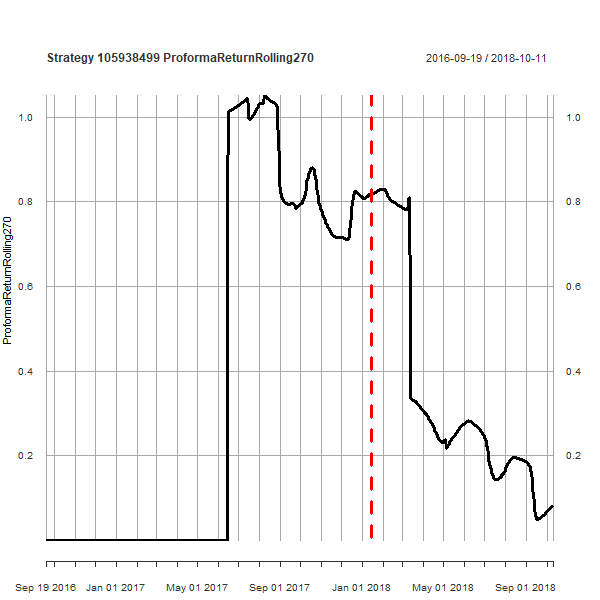 Strategy 105938499 ProformaReturnRolling270 2016-09-19 / 2018-10-11
ProformaReturnRolling270
1.0 1.0
0.8 0.8
0.6 0.6
0.4 0.4
0.2 0.2
Sep 19 2016 Jan 01 2017 May 01 2017 Sep 01 2017 Jan 01 2018 May 01 2018 Sep 01 2018